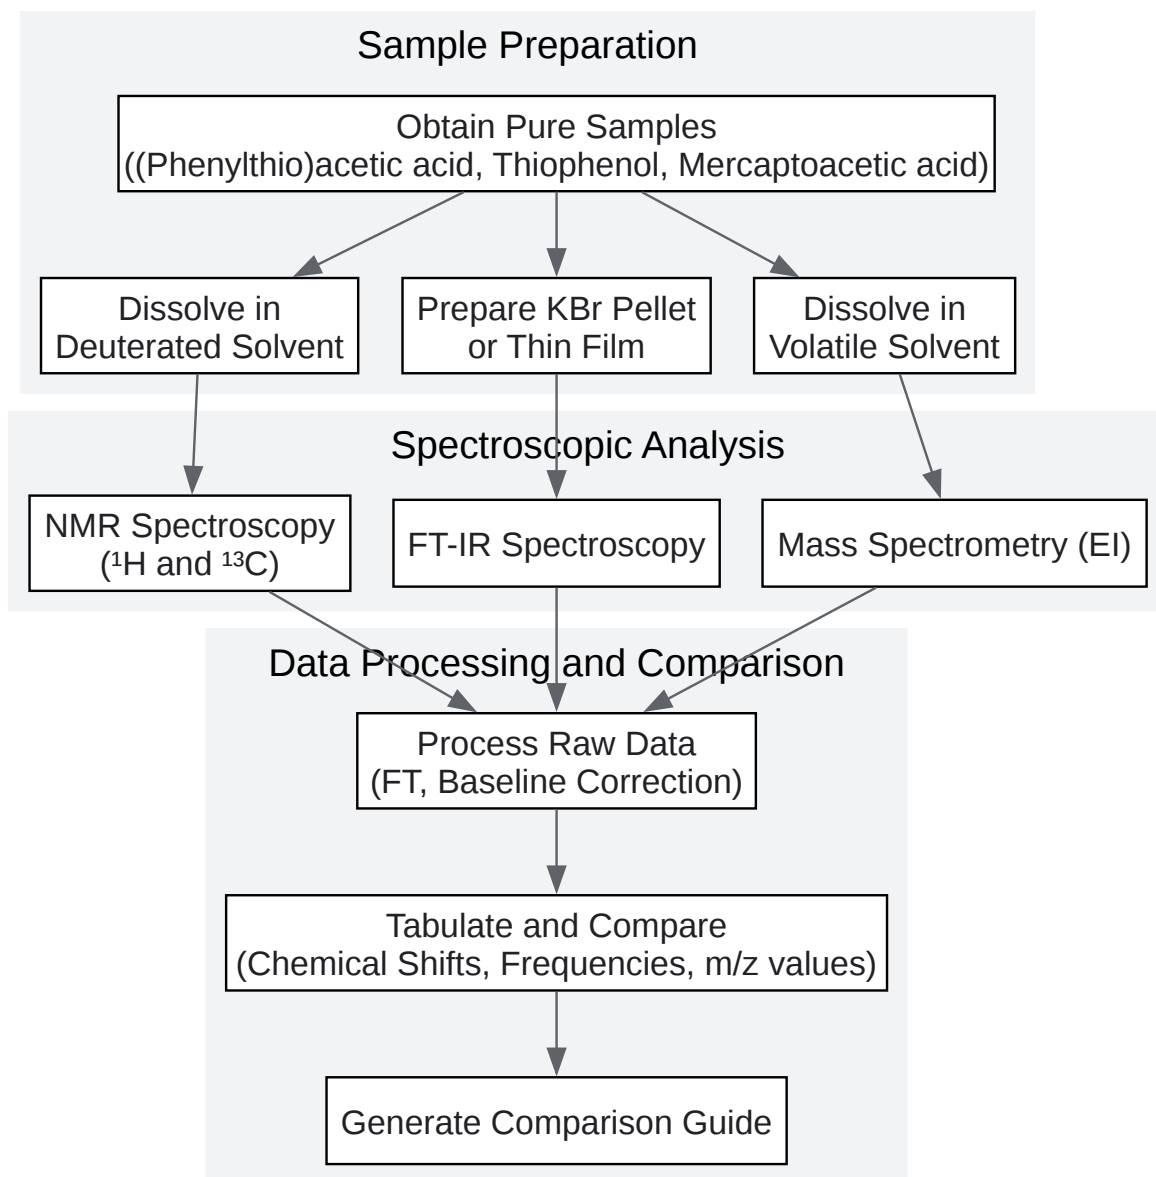 Sample Preparation
Obtain Pure Samples
((Phenylthio)acetic acid, Thiophenol, Mercaptoacetic acid)
Dissolve in
Deuterated Solvent
Prepare KBr Pellet
or Thin Film
Dissolve in
Volatile Solvent
Spectroscopic Analysis
NMR Spectroscopy
(¹H and ¹³C)
FT-IR Spectroscopy
Mass Spectrometry (EI)
Data Processing and Comparison
Process Raw Data
(FT, Baseline Correction)
Tabulate and Compare
(Chemical Shifts, Frequencies, m/z values)
Generate Comparison Guide